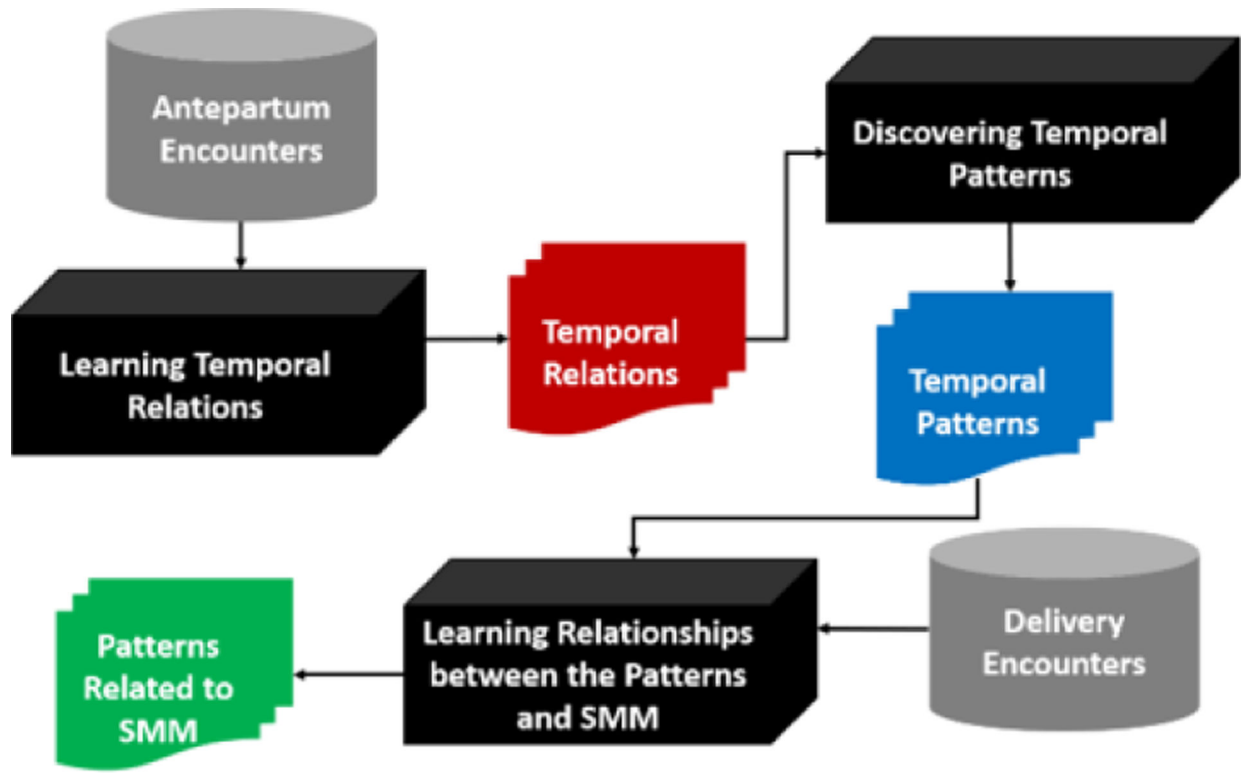 Antepartum
Encounters
Learning Temporal
Relations
Temporal
Relations
Discovering Temporal
Patterns
Temporal
Patterns
Delivery
Encounters
Learning Relationships
between the Patterns
and SMM
Patterns
Related to
SMM